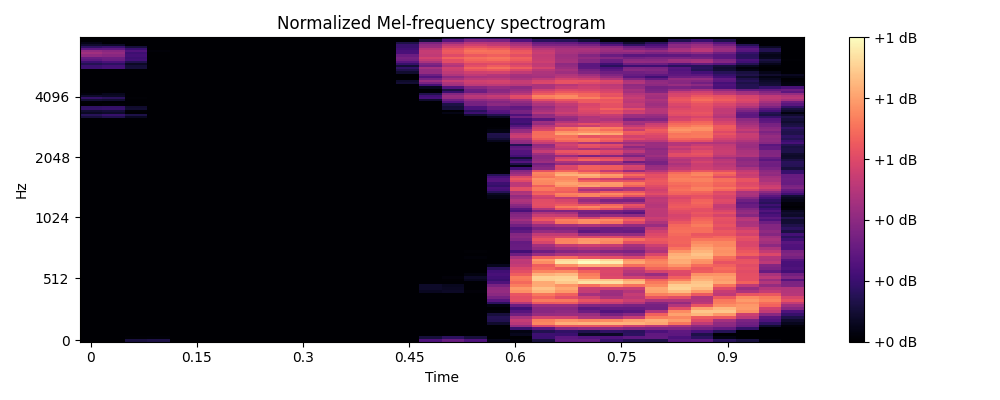 Normalized Mel-frequency spectrogram
Hz
4096
2048
1024
512
0
0
0.15
0.3
0.45
0.6
0.75
0.9
Time
+1 dB
+1 dB
+1 dB
+0 dB
+0 dB
+0 dB